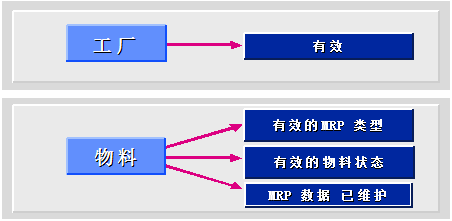 工厂
有效
物料
有效的MRP 类型
有效的物料状态
MRP 数据 已维护